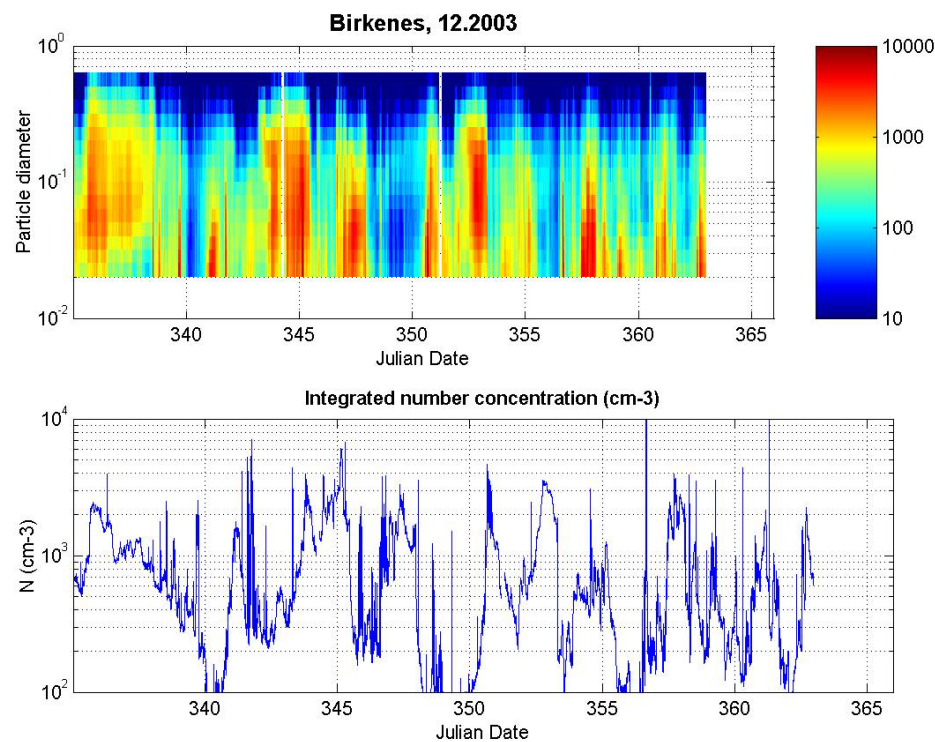 Birkenes, 12.2003
10^0
10^-1
10^-2
Particle diameter
340 345 350 355 360 365
Julian Date
10000
1000
100
10
Integrated number concentration (cm-3)
10^4
10^3
10^2
N (cm-3)
340 345 350 355 360 365
Julian Date